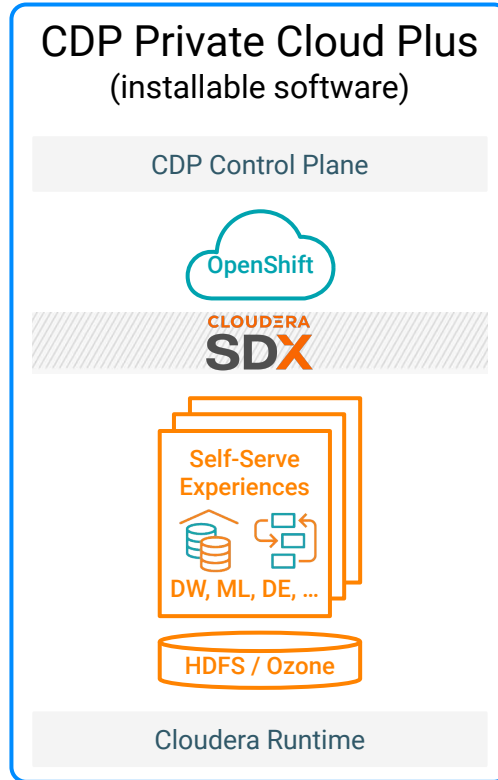 CDP Private Cloud Plus
(installable software)
CDP Control Plane
OpenShift
CLOUDERA
SDX
Self-Serve
Experiences
DW, ML, DE, ...
HDFS / Ozone
Cloudera Runtime